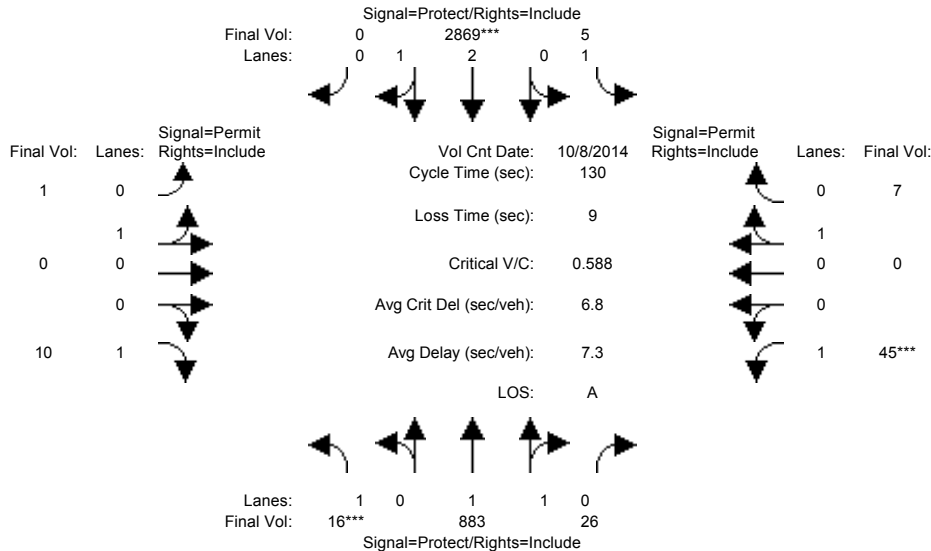 Signal=Protect/Rights=Include
Final Vol: 0 2869*** 5
Lanes: 0 1 2 0 1
Signal=Permit Signal=Permit
Final Vol: Lanes: Rights=Include Vol Cnt Date: 10/8/2014 Rights=Include Lanes: Final Vol:
Cycle Time (sec): 130
1 0 0 7
Loss Time (sec): 9
1 1
0 0 Critical V/C: 0.588 0 0
0 Avg Crit Del (sec/veh): 6.8 0
10 1 Avg Delay (sec/veh): 7.3 1 45***
LOS: A
Lanes: 1 0 1 1 0
Final Vol: 16*** 883 26
Signal=Protect/Rights=Include